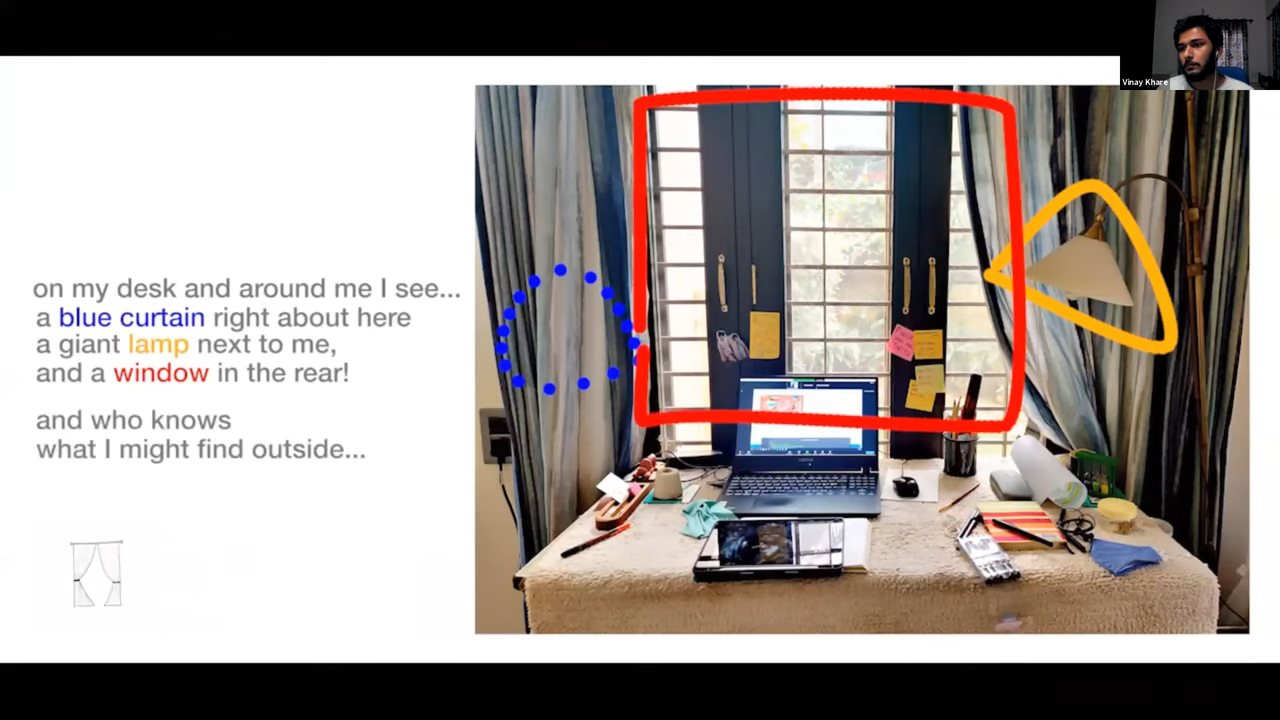 Vinay Khare
on my desk and around me I see...
a blue curtain right about here
a giant lamp next to me,
and a window in the rear!
and who knows
what I might find outside...